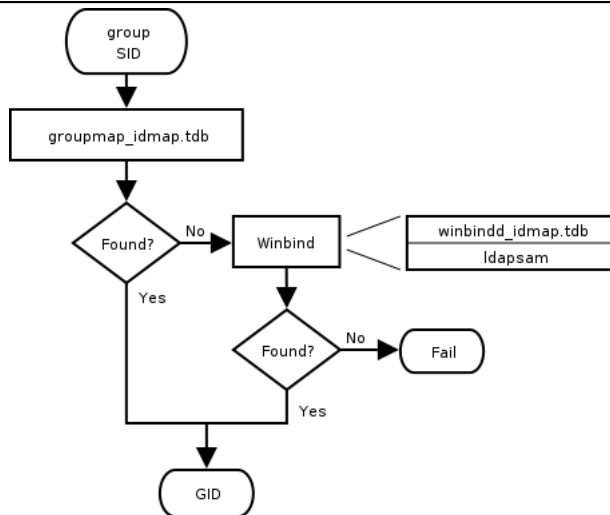 group
SID
groupmap_idmap.tdb
Found?
No
Winbind
winbindd_idmap.tdb
ldapsam
Yes
Found?
No
Fail
Yes
GID